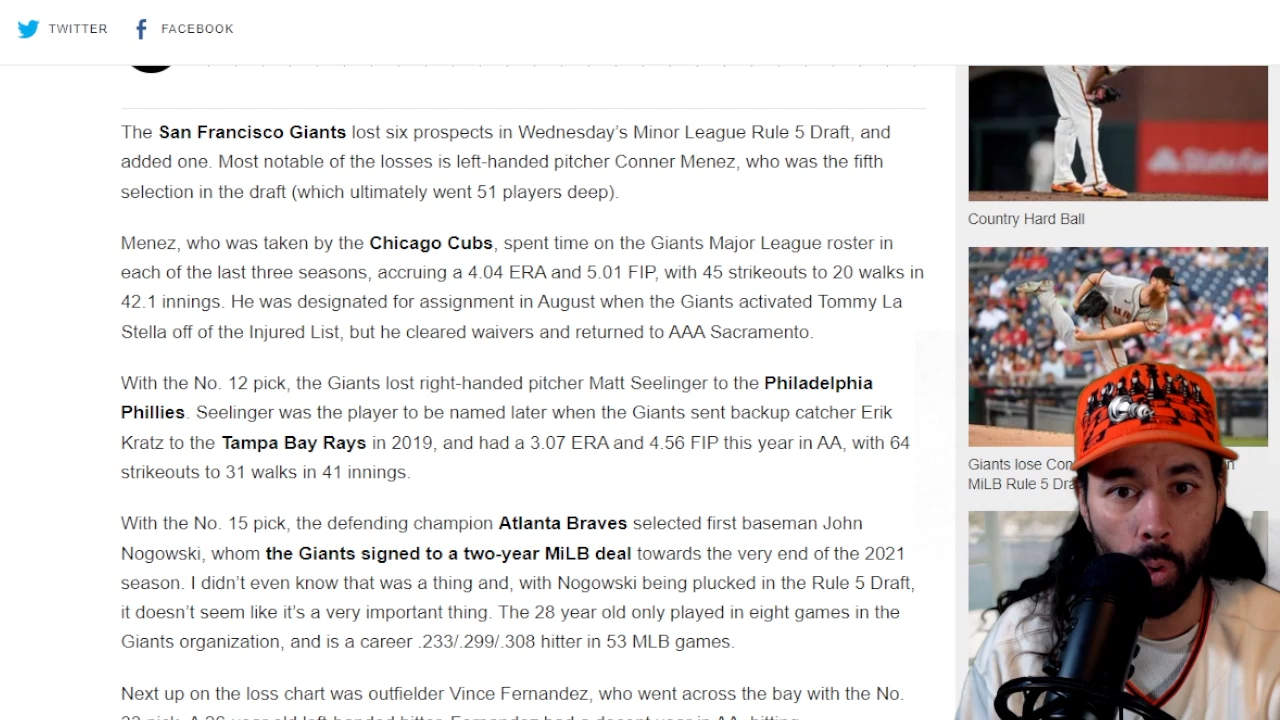 TWITTER
FACEBOOK
The San Francisco Giants lost six prospects in Wednesday’s Minor League Rule 5 Draft, and
added one. Most notable of the losses is left-handed pitcher Conner Menez, who was the fifth
selection in the draft (which ultimately went 51 players deep).
Menez, who was taken by the Chicago Cubs, spent time on the Giants Major League roster in
each of the last three seasons, accruing a 4.04 ERA and 5.01 FIP, with 45 strikeouts to 20 walks in
42.1 innings. He was designated for assignment in August when the Giants activated Tommy La
Stella off of the Injured List, but he cleared waivers and returned to AAA Sacramento.
With the No. 12 pick, the Giants lost right-handed pitcher Matt Seelinger to the Philadelphia
Phillies. Seelinger was the player to be named later when the Giants sent backup catcher Erik
Kratz to the Tampa Bay Rays in 2019, and had a 3.07 ERA and 4.56 FIP this year in AA, with 64
strikeouts to 31 walks in 41 innings.
With the No. 15 pick, the defending champion Atlanta Braves selected first baseman John
Nogowski, whom the Giants signed to a two-year MiLB deal towards the very end of the 2021
season. I didn’t even know that was a thing and, with Nogowski being plucked in the Rule 5 Draft,
it doesn’t seem like it’s a very important thing. The 28 year old only played in eight games in the
Giants organization, and is a career .233/.299/.308 hitter in 53 MLB games.
Next up on the loss chart was outfielder Vince Fernandez, who went across the bay with the No.
Country Hard Ball
Giants lose
MiLB Rule 5